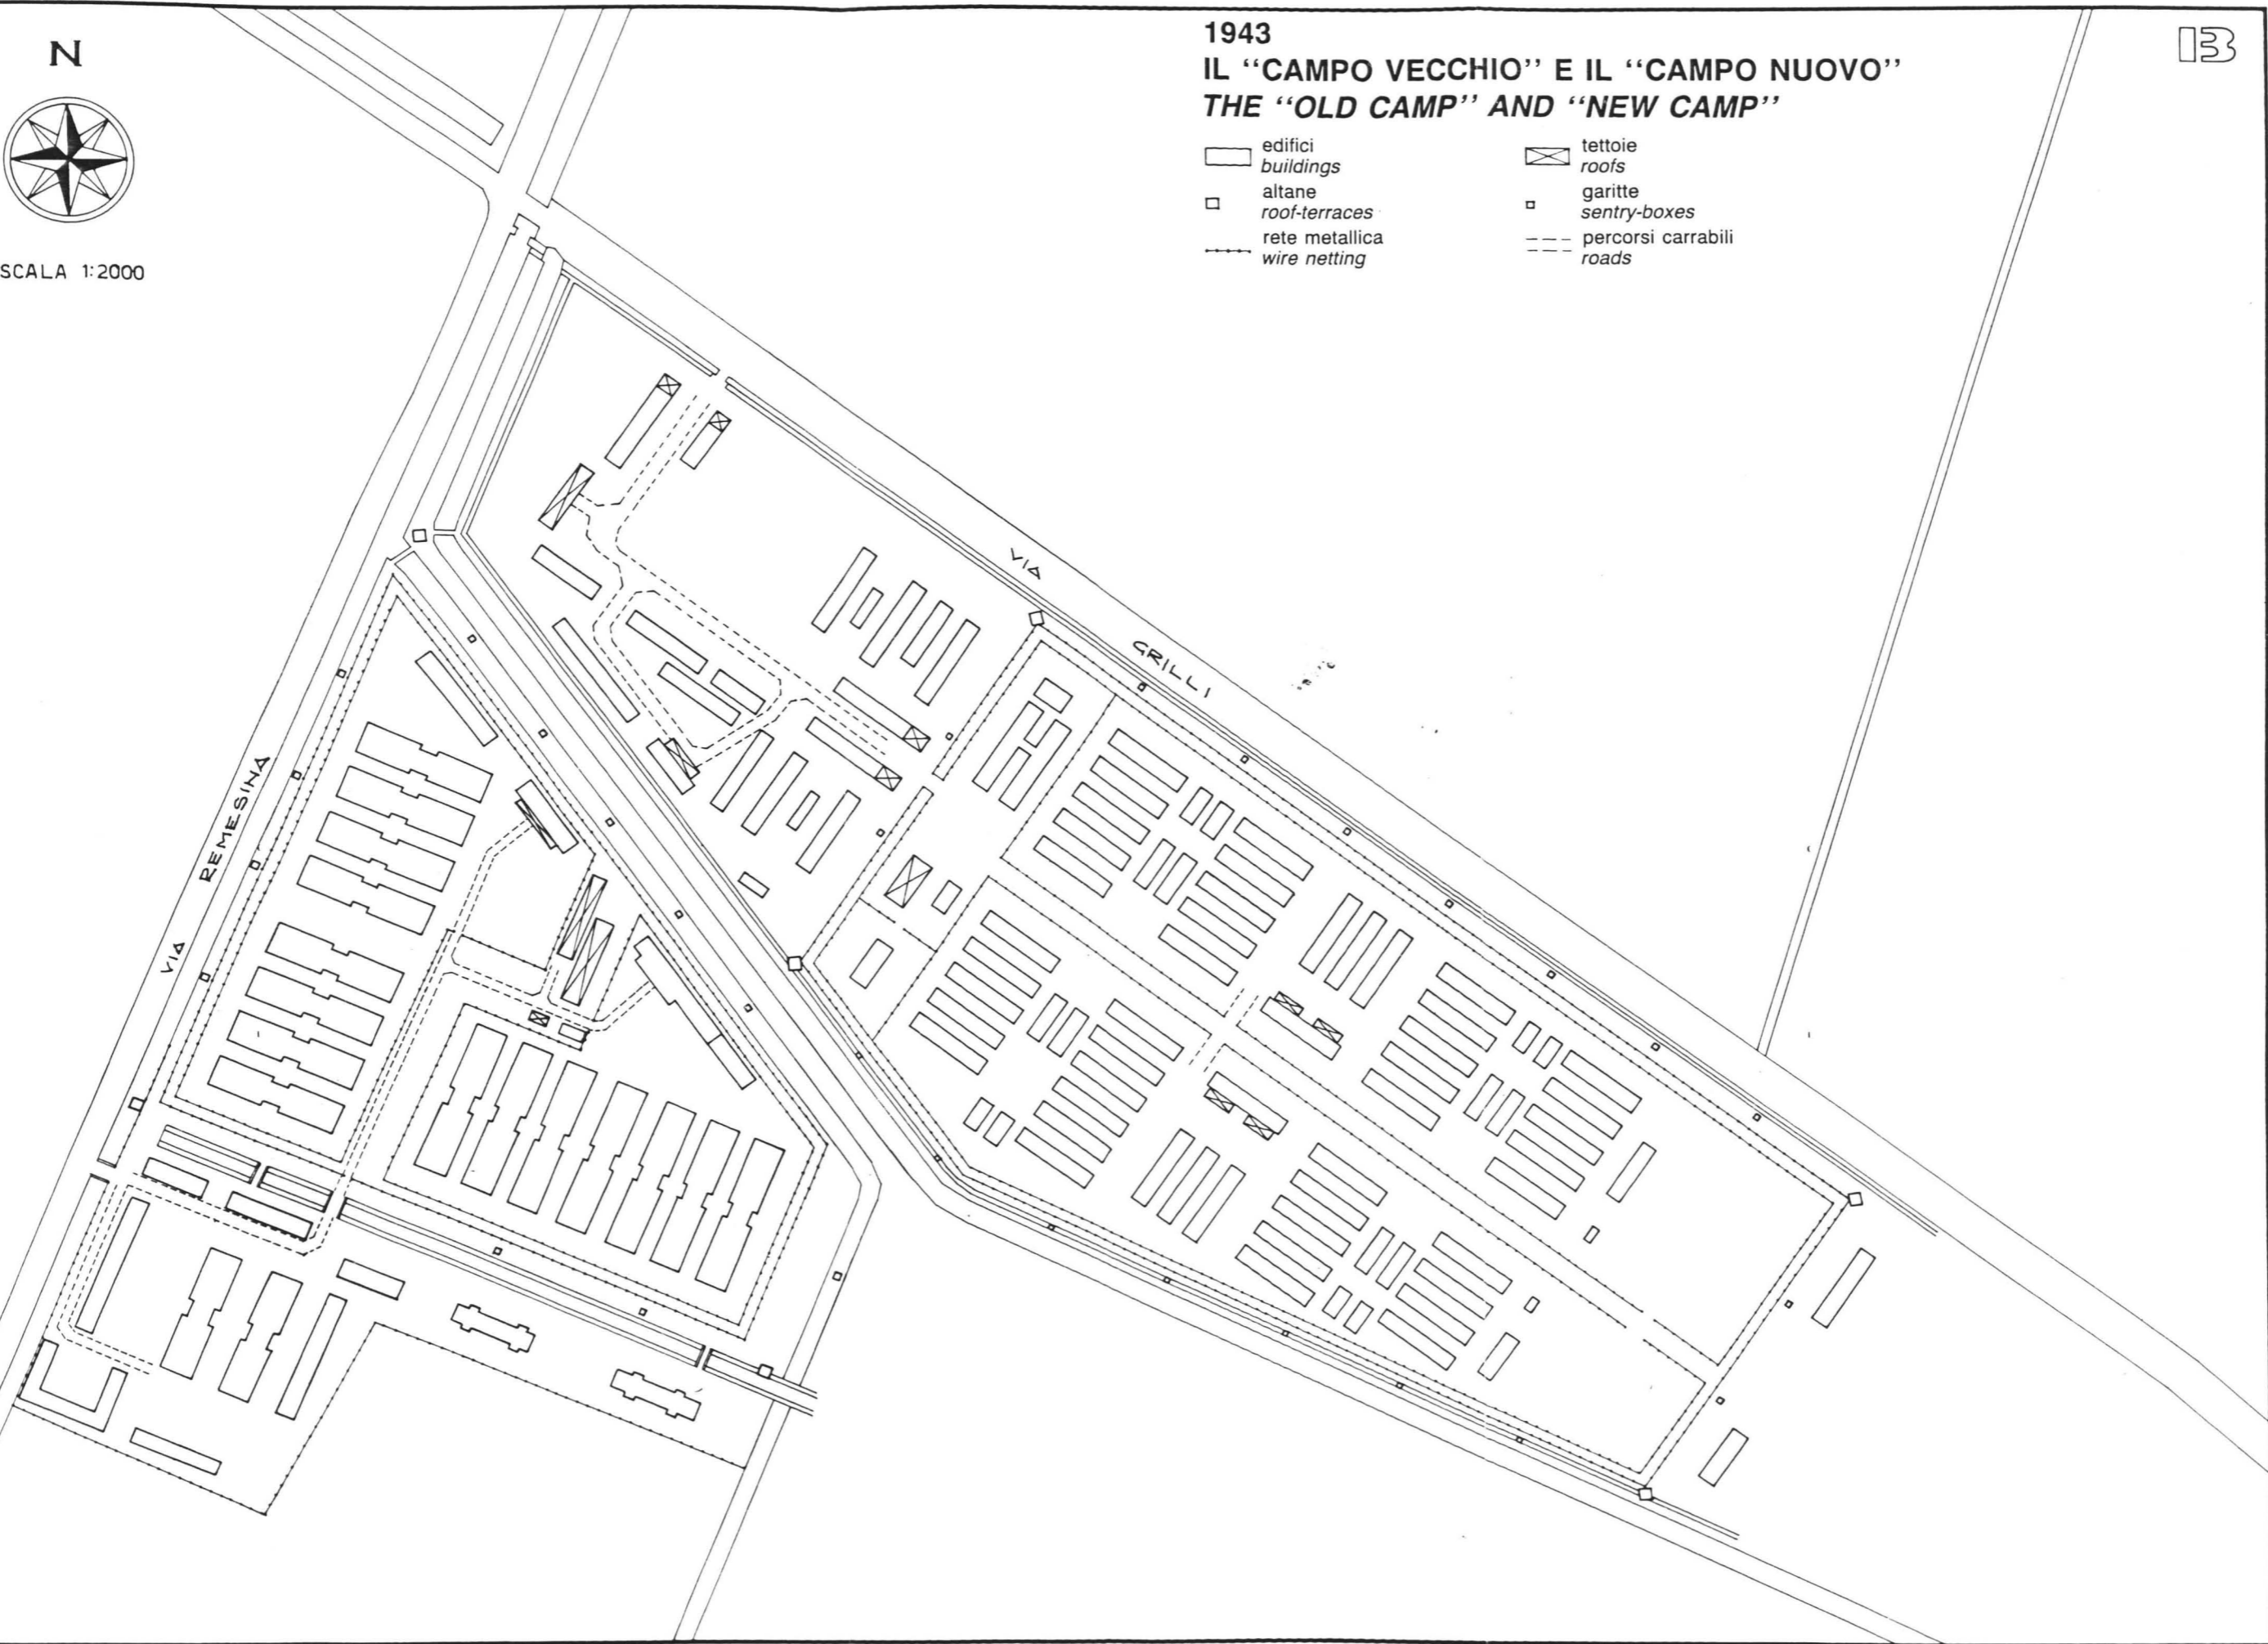 N
SCALA 1:2000
1943
IL “CAMPO VECCHIO” E IL “CAMPO NUOVO”
THE “OLD CAMP” AND “NEW CAMP”
edifici
buildings
altane
roof-terraces
rete metallica
wire netting
tettoie
roofs
garitte
sentry-boxes
percorsi carrabili
roads
13
VIA GRILLI
VIA REMESINA